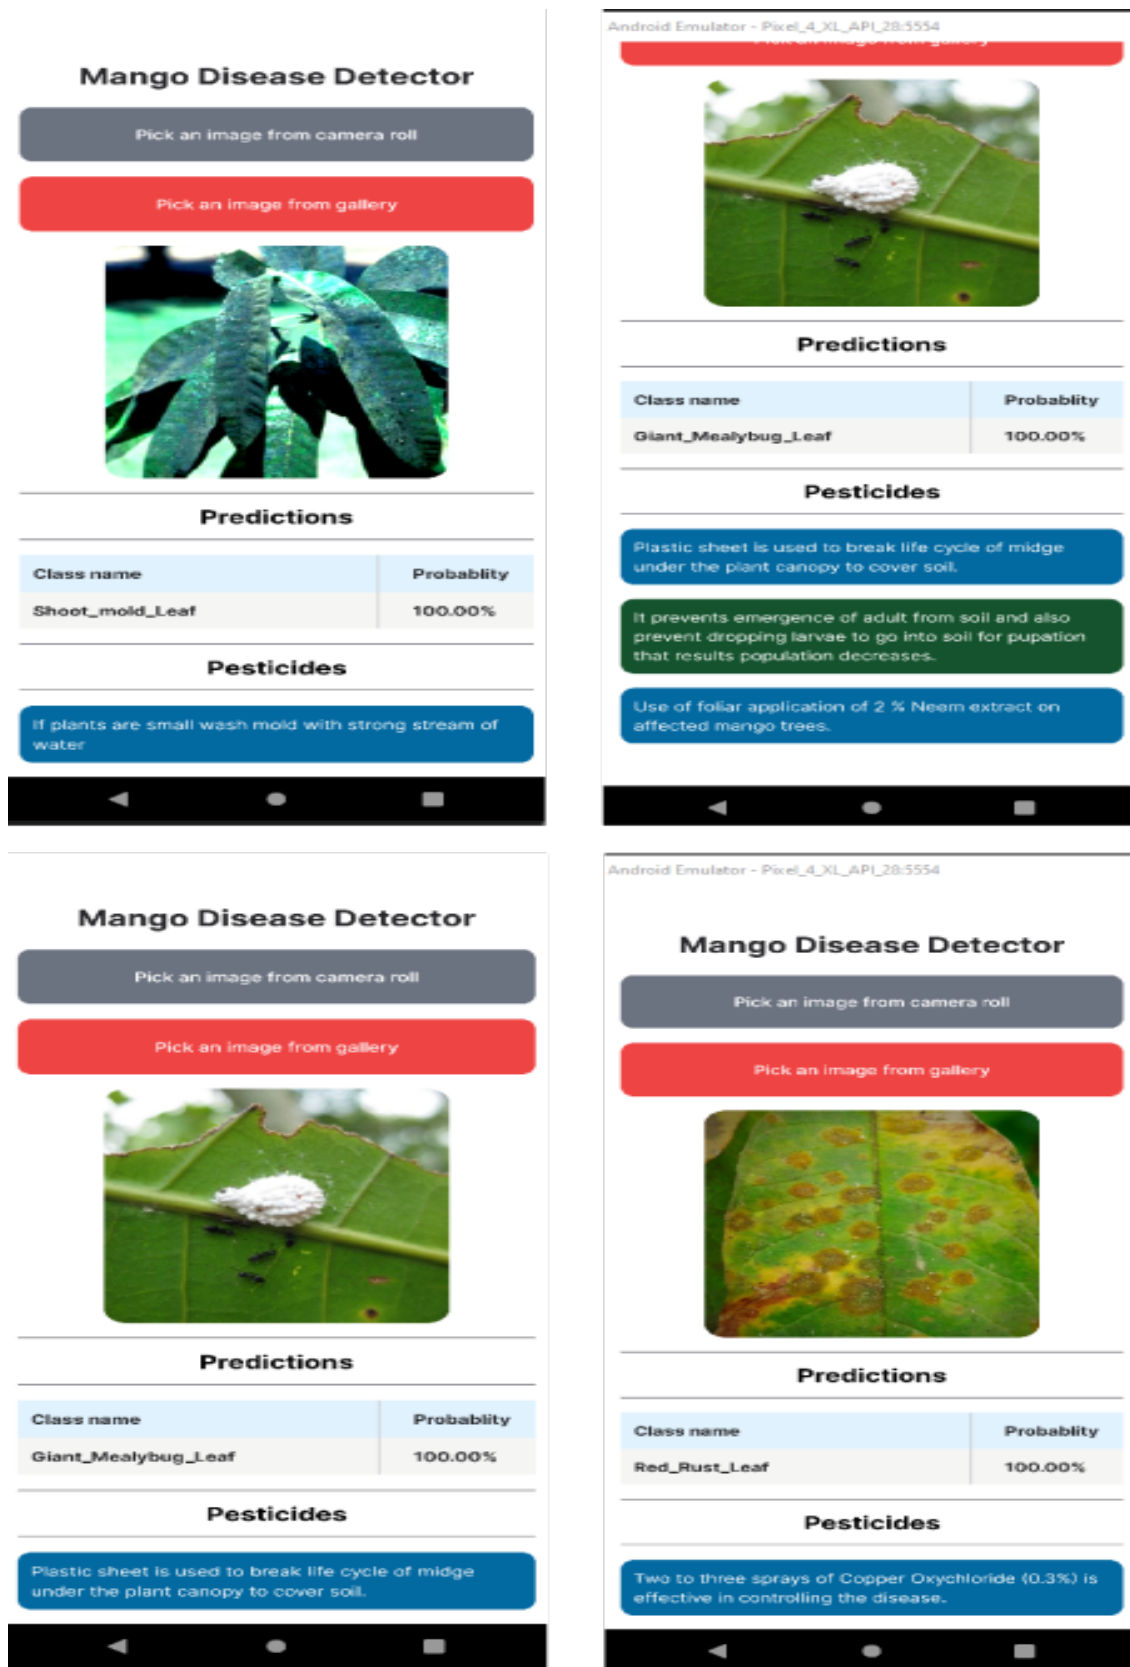 Mango Disease Detector
Pick an image from camera roll
Pick an image from gallery
Predictions
Class name Probablity
Shoot_mold_Leaf 100.00%
Pesticides
If plants are small wash mold with strong stream of
water
Android Emulator - Pixel_4_XL_API_28:5554
Pick an image from gallery
Predictions
Class name Probablity
Giant_Mealybug_Leaf 100.00%
Pesticides
Plastic sheet is used to break life cycle of midge
under the plant canopy to cover soil.
It prevents emergence of adult from soil and also
prevent dropping larvae to go into soil for pupation
that results population decreases.
Use of foliar application of 2 % Neem extract on
affected mango trees.
Mango Disease Detector
Pick an image from camera roll
Pick an image from gallery
Predictions
Class name Probablity
Giant_Mealybug_Leaf 100.00%
Pesticides
Plastic sheet is used to break life cycle of midge
under the plant canopy to cover soil.
Android Emulator - Pixel_4_XL_API_28:5554
Mango Disease Detector
Pick an image from camera roll
Pick an image from gallery
Predictions
Class name Probablity
Red_Rust_Leaf 100.00%
Pesticides
Two to three sprays of Copper Oxychloride (0.3%) is
effective in controlling the disease.